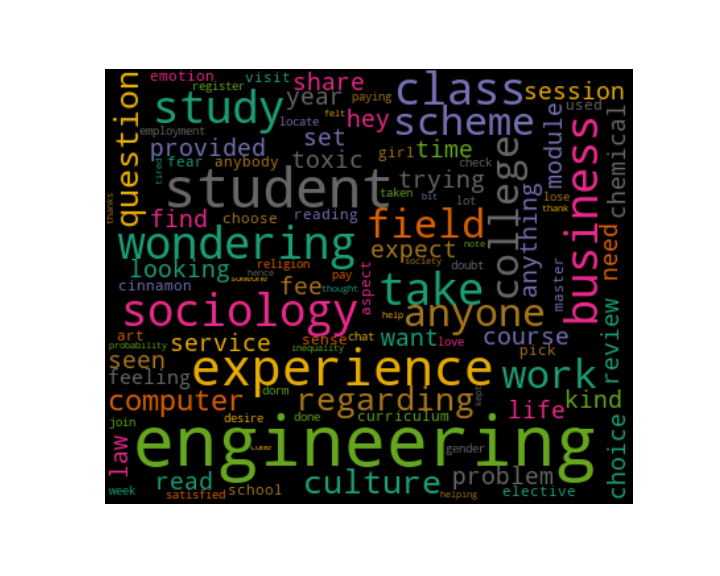 emotion visit share class session
register year paying used
question study felt hey scheme module chemical
employment locate set
provided girl time college business
tired fear anybody toxic check
student taken trying bit lose
thanks find choose reading lot thank
wondering field anything need
expect note
looking religion society doubt
cinnamon hence someone fee pay aspect take master
thought
sociology help anyone
art service sense chat want love course review
probability inequality pick
seen experience work
feeling dorm kept
computer regarding life kind
join desire done curriculum choice
law engineering
come gender
read culture problem
week satisfied school helping elective